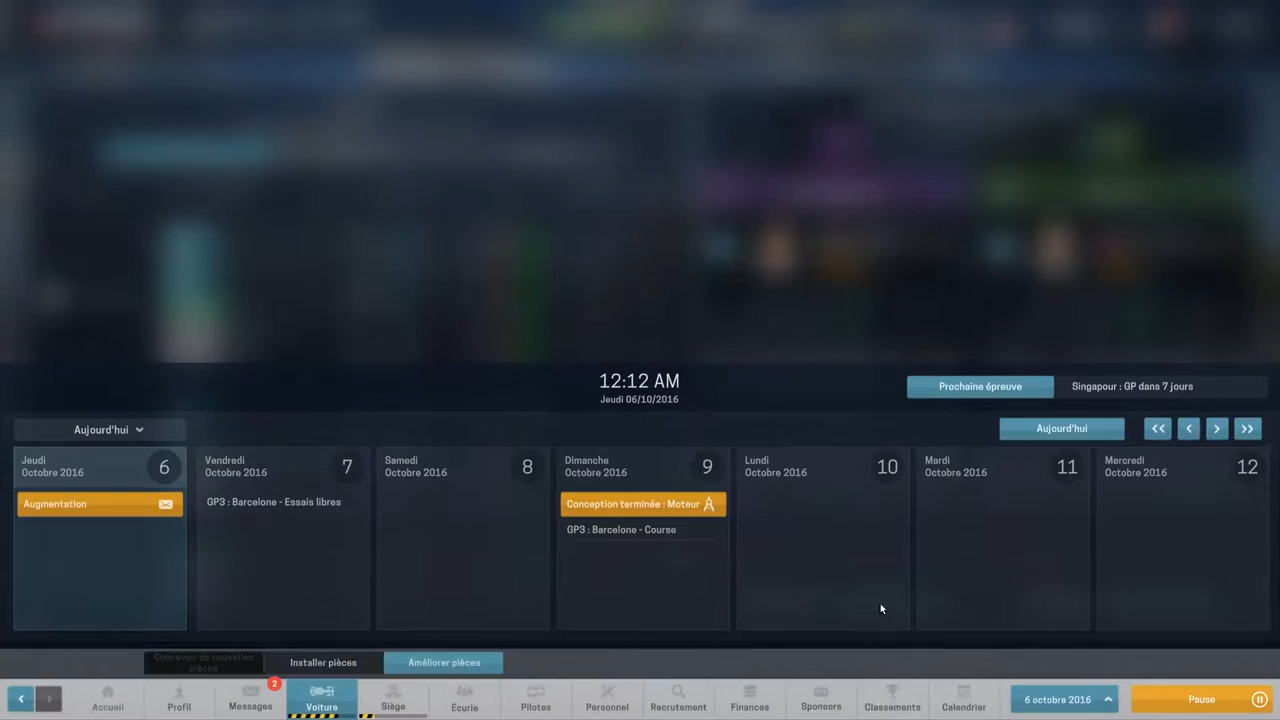 12:12 AM
Jeudi 06/10/2016
Prochaine épreuve
Singapour : GP dans 7 jours
Aujourd'hui
Aujourd'hui
<< < > >>
Jeudi
Octobre 2016
6
Vendredi
Octobre 2016
7
Samedi
Octobre 2016
8
Dimanche
Octobre 2016
9
Lundi
Octobre 2016
10
Mardi
Octobre 2016
11
Mercredi
Octobre 2016
12
Augmentation
GP3 : Barcelone - Essais libres
Conception terminée : Moteur
GP3 : Barcelone - Course
Concevoir de nouvelles
pièces
Installer pièces
Améliorer pièces
Accueil
Profil
2
Messages
Voiture
Siège
Écurie
Pilotes
Personnel
Recrutement
Finances
Sponsors
Classements
Calendrier
6 octobre 2016
Pause